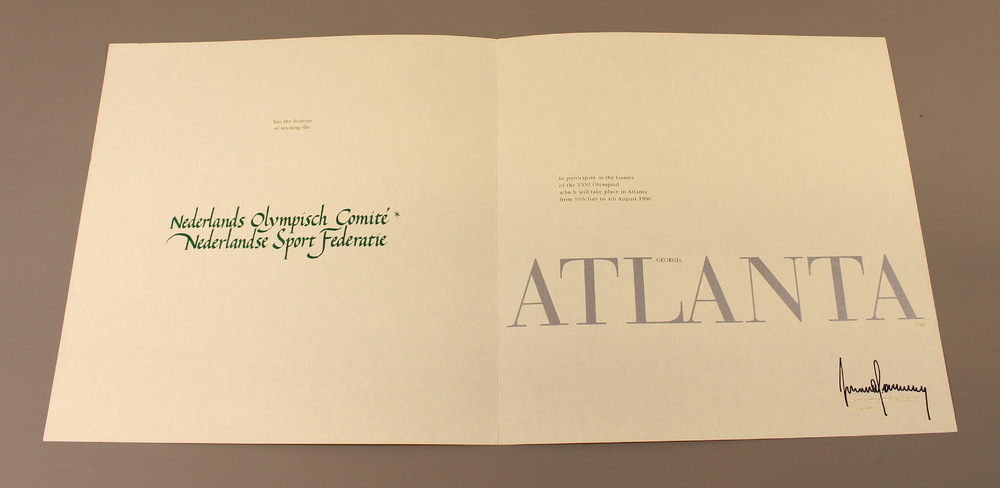 has the honour
of inviting the
Nederlands Olympisch Comité *
Nederlandse Sport Federatie
to participate in the Games
of the XXVI Olympiad
which will take place in Atlanta
from 19th July to 4th August 1996
GEORGIA,
ATLANTA
USA